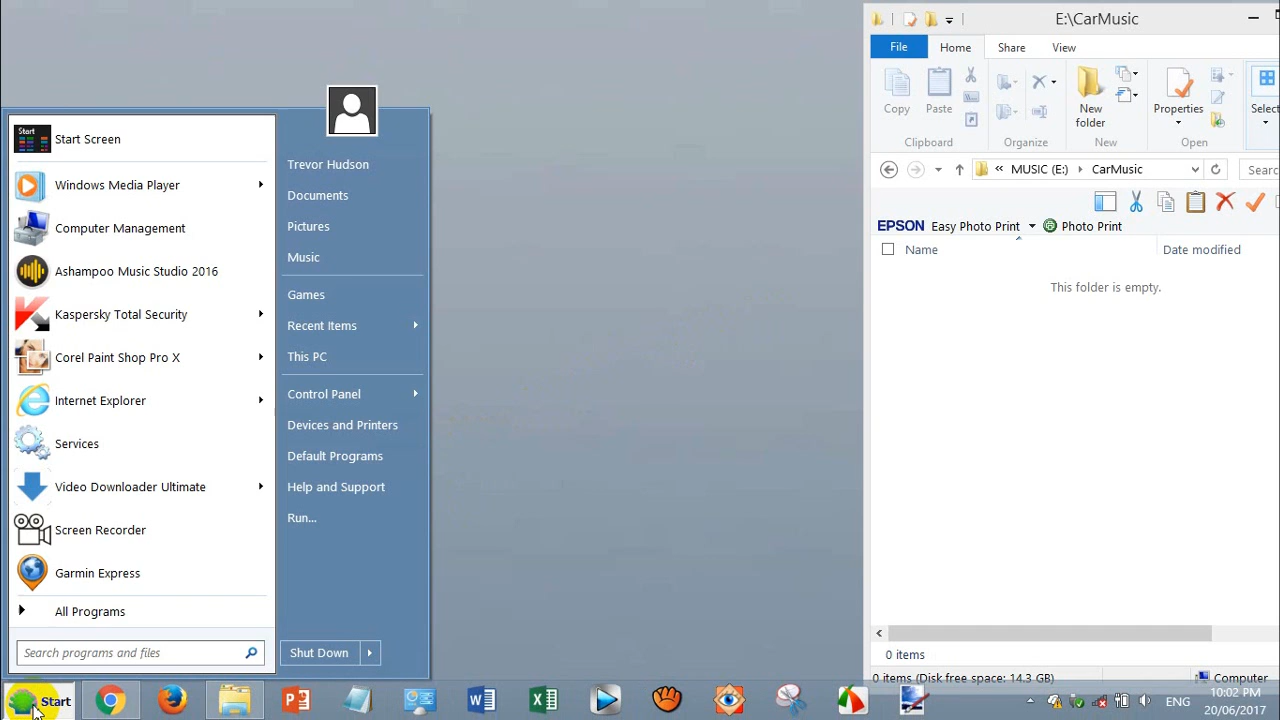 Start
Start Screen
Windows Media Player
Computer Management
Ashampoo Music Studio 2016
Kaspersky Total Security
Corel Paint Shop Pro X
Internet Explorer
Services
Video Downloader Ultimate
Screen Recorder
Garmin Express
All Programs
Search programs and files
Trevor Hudson
Documents
Pictures
Music
Games
Recent Items
This PC
Control Panel
Devices and Printers
Default Programs
Help and Support
Run...
Shut Down
E:\CarMusic
File Home Share View
Copy Paste New folder Properties Select
Clipboard Organize New Open
« MUSIC (E:) CarMusic Searc
EPSON Easy Photo Print Photo Print
Name Date modified
This folder is empty.
0 items
0 items (Disk free space: 14.3 GB) Computer
Start
ENG
10:02 PM
20/06/2017